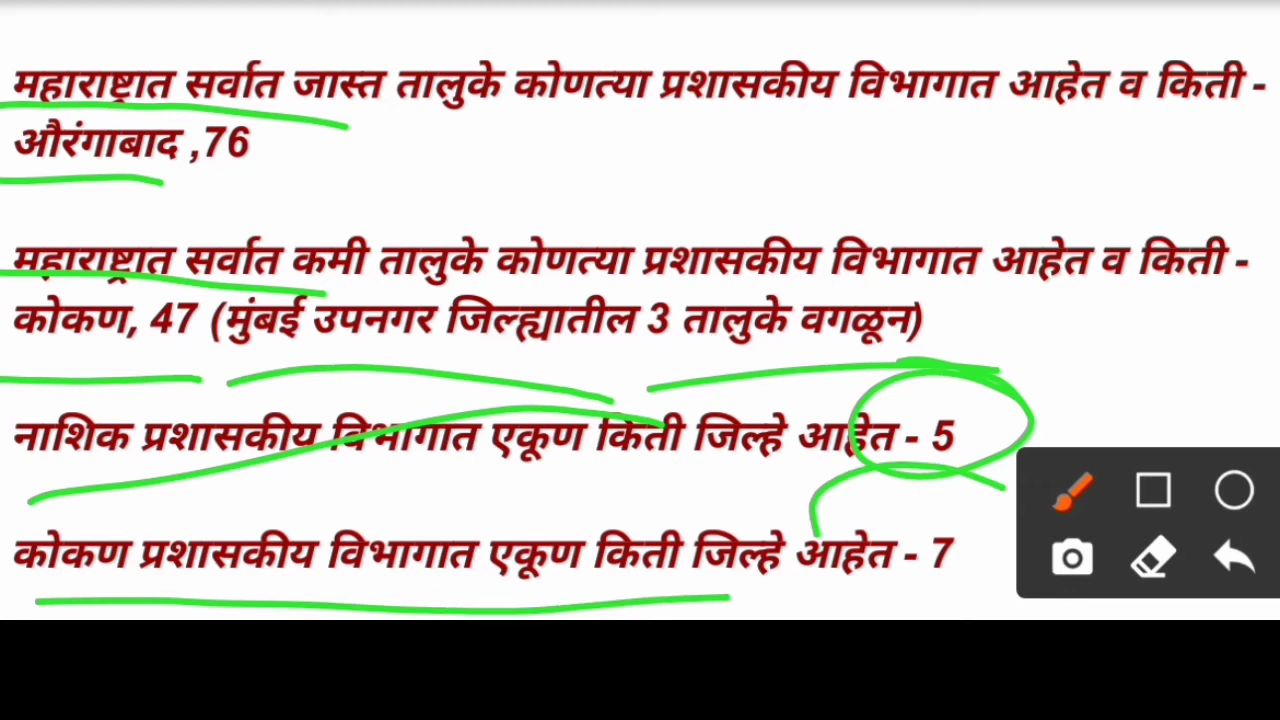 महाराष्ट्रात सर्वात जास्त तालुके कोणत्या प्रशासकीय विभागात आहेत व किती -
औरंगाबाद ,76
महाराष्ट्रात सर्वात कमी तालुके कोणत्या प्रशासकीय विभागात आहेत व किती -
कोकण, 47 (मुंबई उपनगर जिल्ह्यातील 3 तालुके वगळून)
नाशिक प्रशासकीय विभागात एकूण किती जिल्हे आहेत - 5
कोकण प्रशासकीय विभागात एकूण किती जिल्हे आहेत - 7